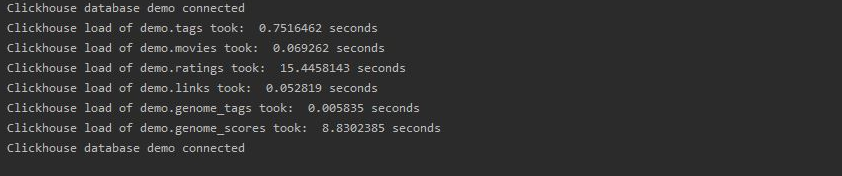 Clickhouse database demo connected
Clickhouse load of demo.tags took:  0.7516462 seconds
Clickhouse load of demo.movies took:  0.069262 seconds
Clickhouse load of demo.ratings took:  15.4458143 seconds
Clickhouse load of demo.links took:  0.052819 seconds
Clickhouse load of demo.genome_tags took:  0.005835 seconds
Clickhouse load of demo.genome_scores took:  8.8302385 seconds
Clickhouse database demo connected